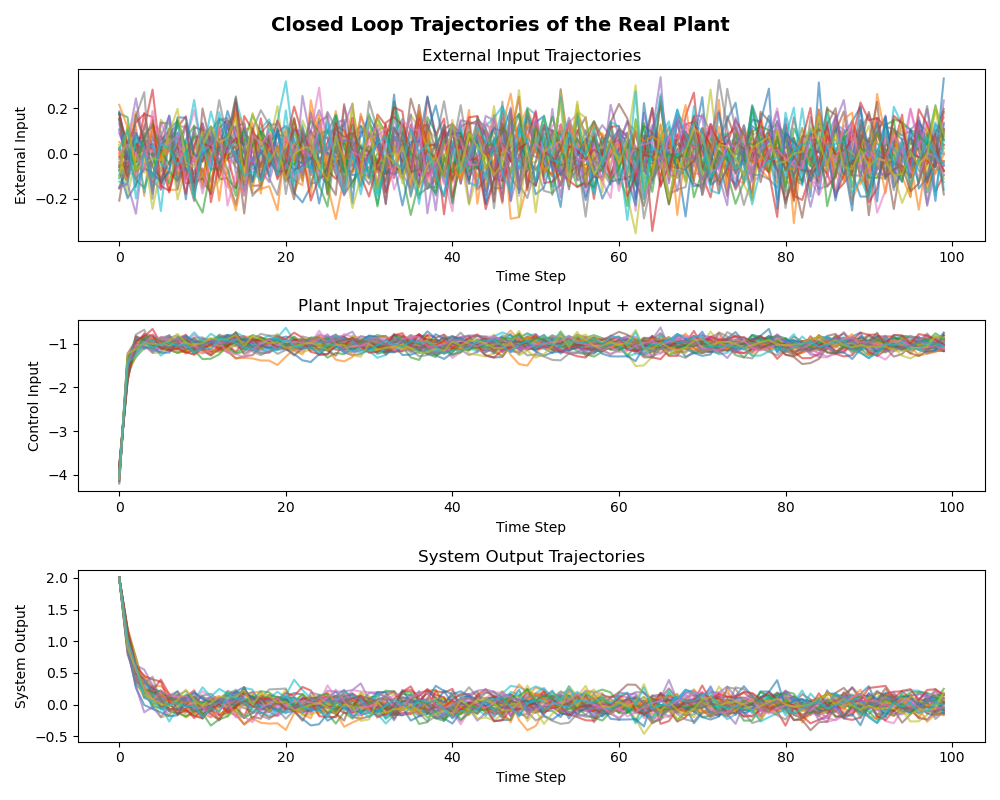 Closed Loop Trajectories of the Real Plant
External Input Trajectories
External Input
0.2
0.0
−0.2
0 20 40 60 80 100
Time Step
Plant Input Trajectories (Control Input + external signal)
Control Input
−1
−2
−3
−4
0 20 40 60 80 100
Time Step
System Output Trajectories
System Output
2.0
1.5
1.0
0.5
0.0
−0.5
0 20 40 60 80 100
Time Step